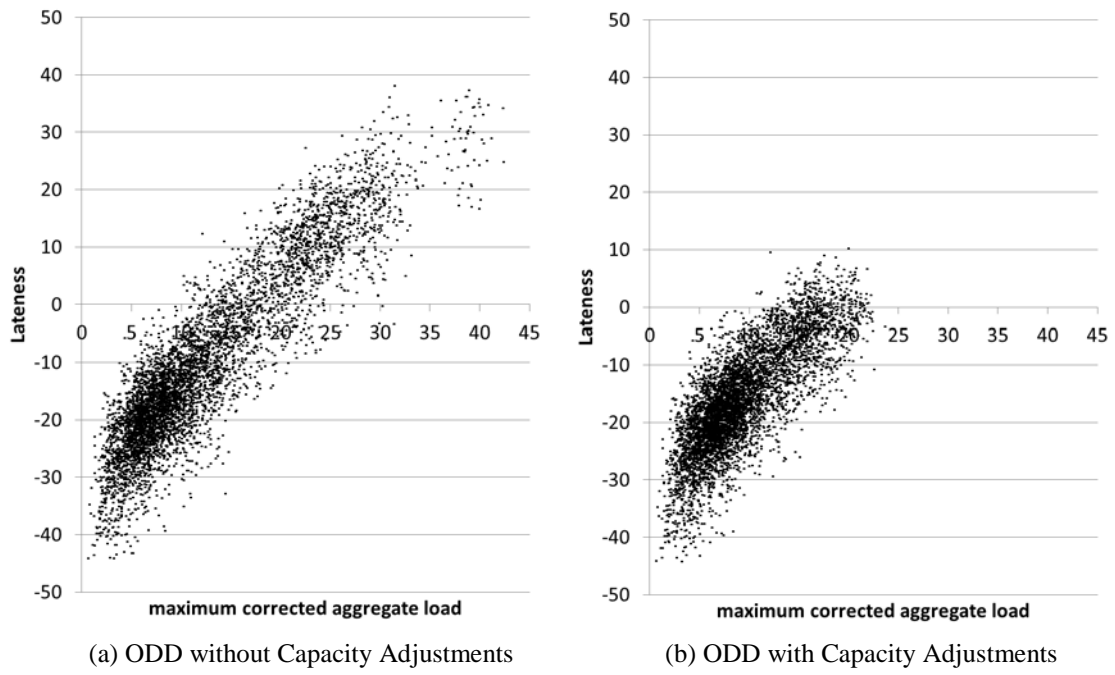 50
40
30
20
10
0
-10
-20
-30
-40
-50
0 5 10 15 20 25 30 35 40 45
Lateness
maximum corrected aggregate load
(a) ODD without Capacity Adjustments
50
40
30
20
10
0
-10
-20
-30
-40
-50
0 5 10 15 20 25 30 35 40 45
Lateness
maximum corrected aggregate load
(b) ODD with Capacity Adjustments